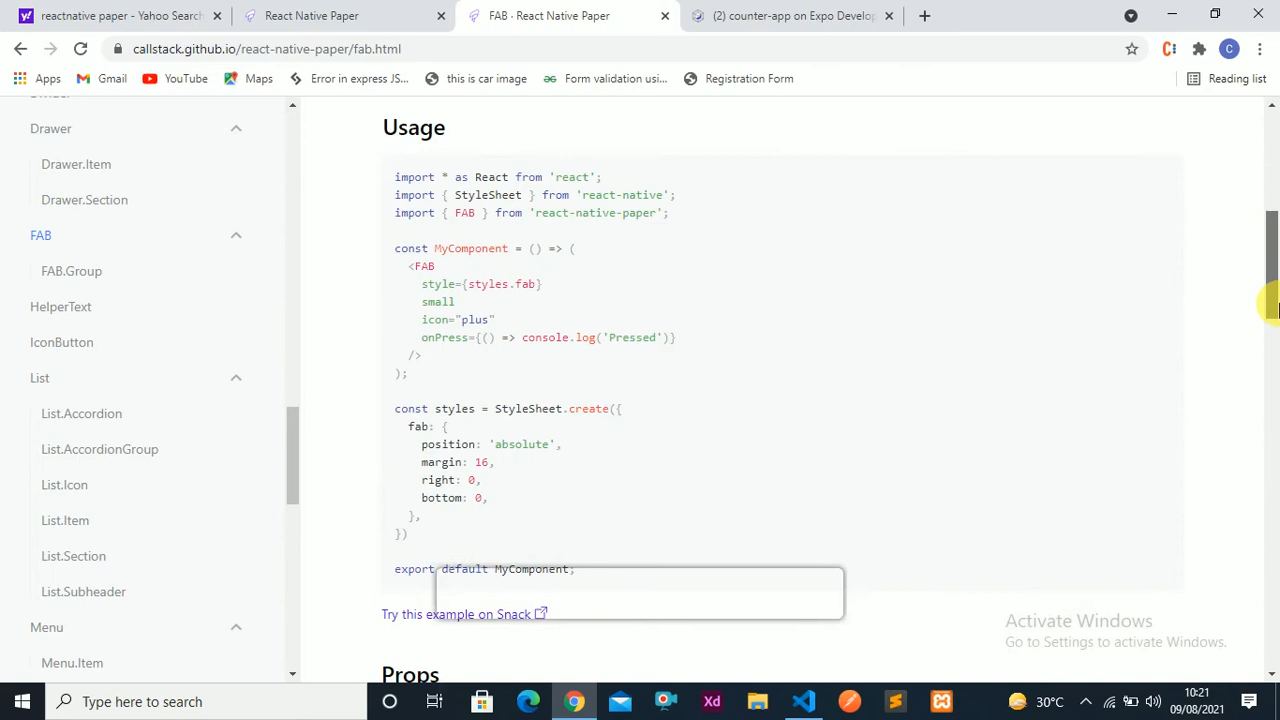 reactnative paper - Yahoo Search
React Native Paper
FAB · React Native Paper
(2) counter-app on Expo Develop
callstack.github.io/react-native-paper/fab.html
C
Apps
Gmail
YouTube
Maps
Error in express JS...
this is car image
Form validation usi...
Registration Form
Reading list
Drawer
Drawer.Item
Drawer.Section
FAB
FAB.Group
HelperText
IconButton
List
List.Accordion
List.AccordionGroup
List.Icon
List.Item
List.Section
List.Subheader
Menu
Menu.Item
Usage
import * as React from 'react';
import { StyleSheet } from 'react-native';
import { FAB } from 'react-native-paper';
const MyComponent = () => (
<FAB
style={styles.fab}
small
icon="plus"
onPress={() => console.log('Pressed')}
/>
);
const styles = StyleSheet.create({
fab: {
position: 'absolute',
margin: 16,
right: 0,
bottom: 0,
},
})
export default MyComponent;
Try this example on Snack
Props
Activate Windows
Go to Settings to activate Windows.
Type here to search
Xd
30°C
10:21
09/08/2021